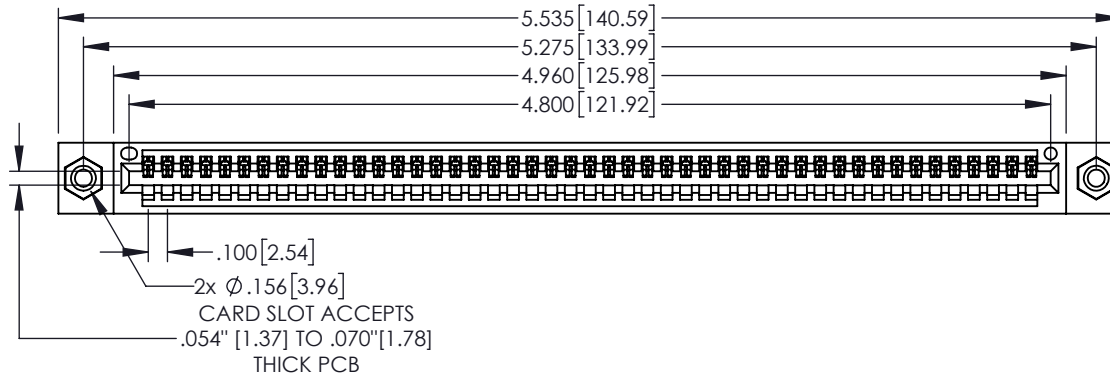 5.535[140.59]
5.275[133.99]
4.960[125.98]
4.800[121.92]
.100[2.54]
2x Ø.156[3.96]
CARD SLOT ACCEPTS
.054" [1.37] TO .070"[1.78]
THICK PCB